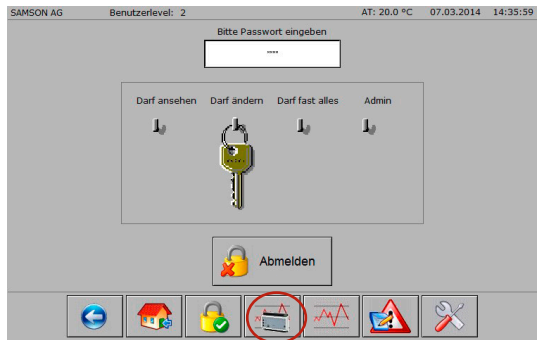 SAMSON AG Benutzerlevel: 2 AT: 20.0 °C 07.03.2014 14:35:59
Bitte Passwort eingeben
----
Darf ansehen Darf ändern Darf fast alles Admin
Abmelden